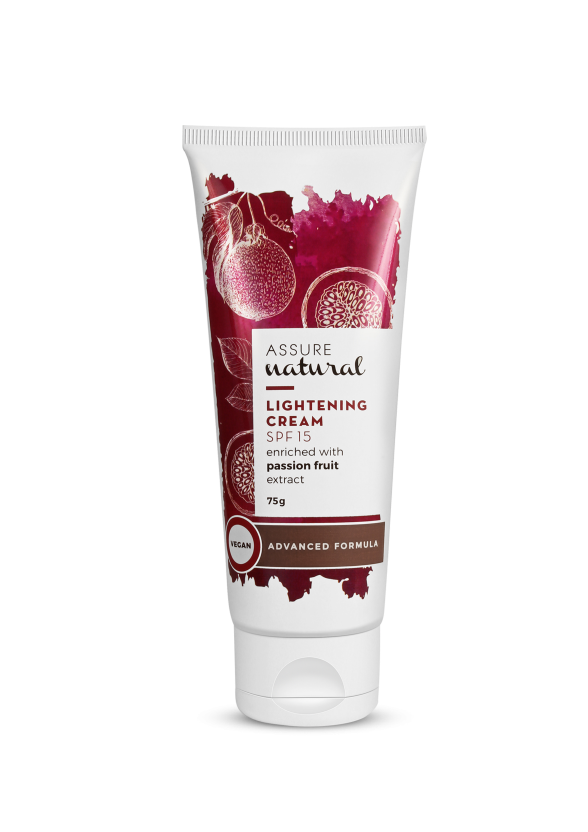 ASSURE
natural
LIGHTENING
CREAM
SPF 15
enriched with
passion fruit
extract
75g
VEGAN
ADVANCED FORMULA